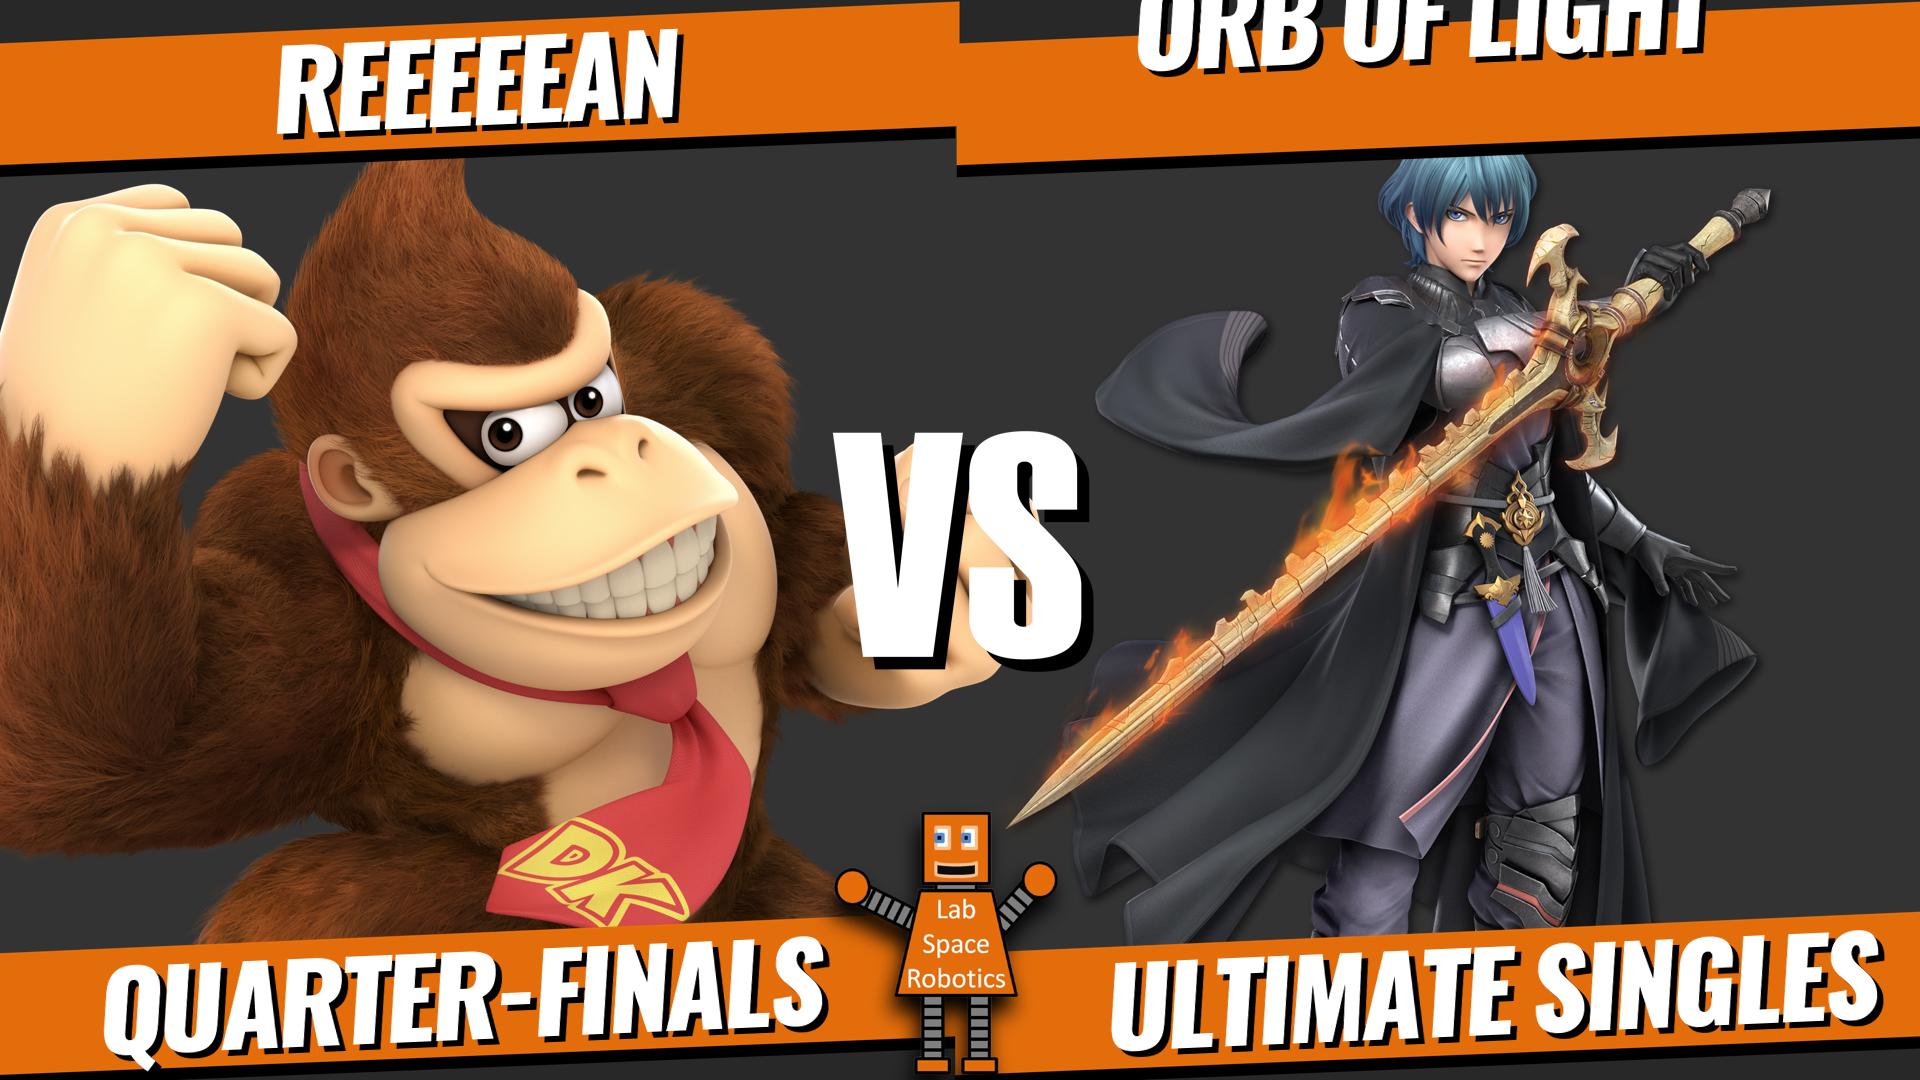 REEEEEAN
ORB OF LIGHT
VS
DK
Lab
Space
Robotics
QUARTER-FINALS
ULTIMATE SINGLES